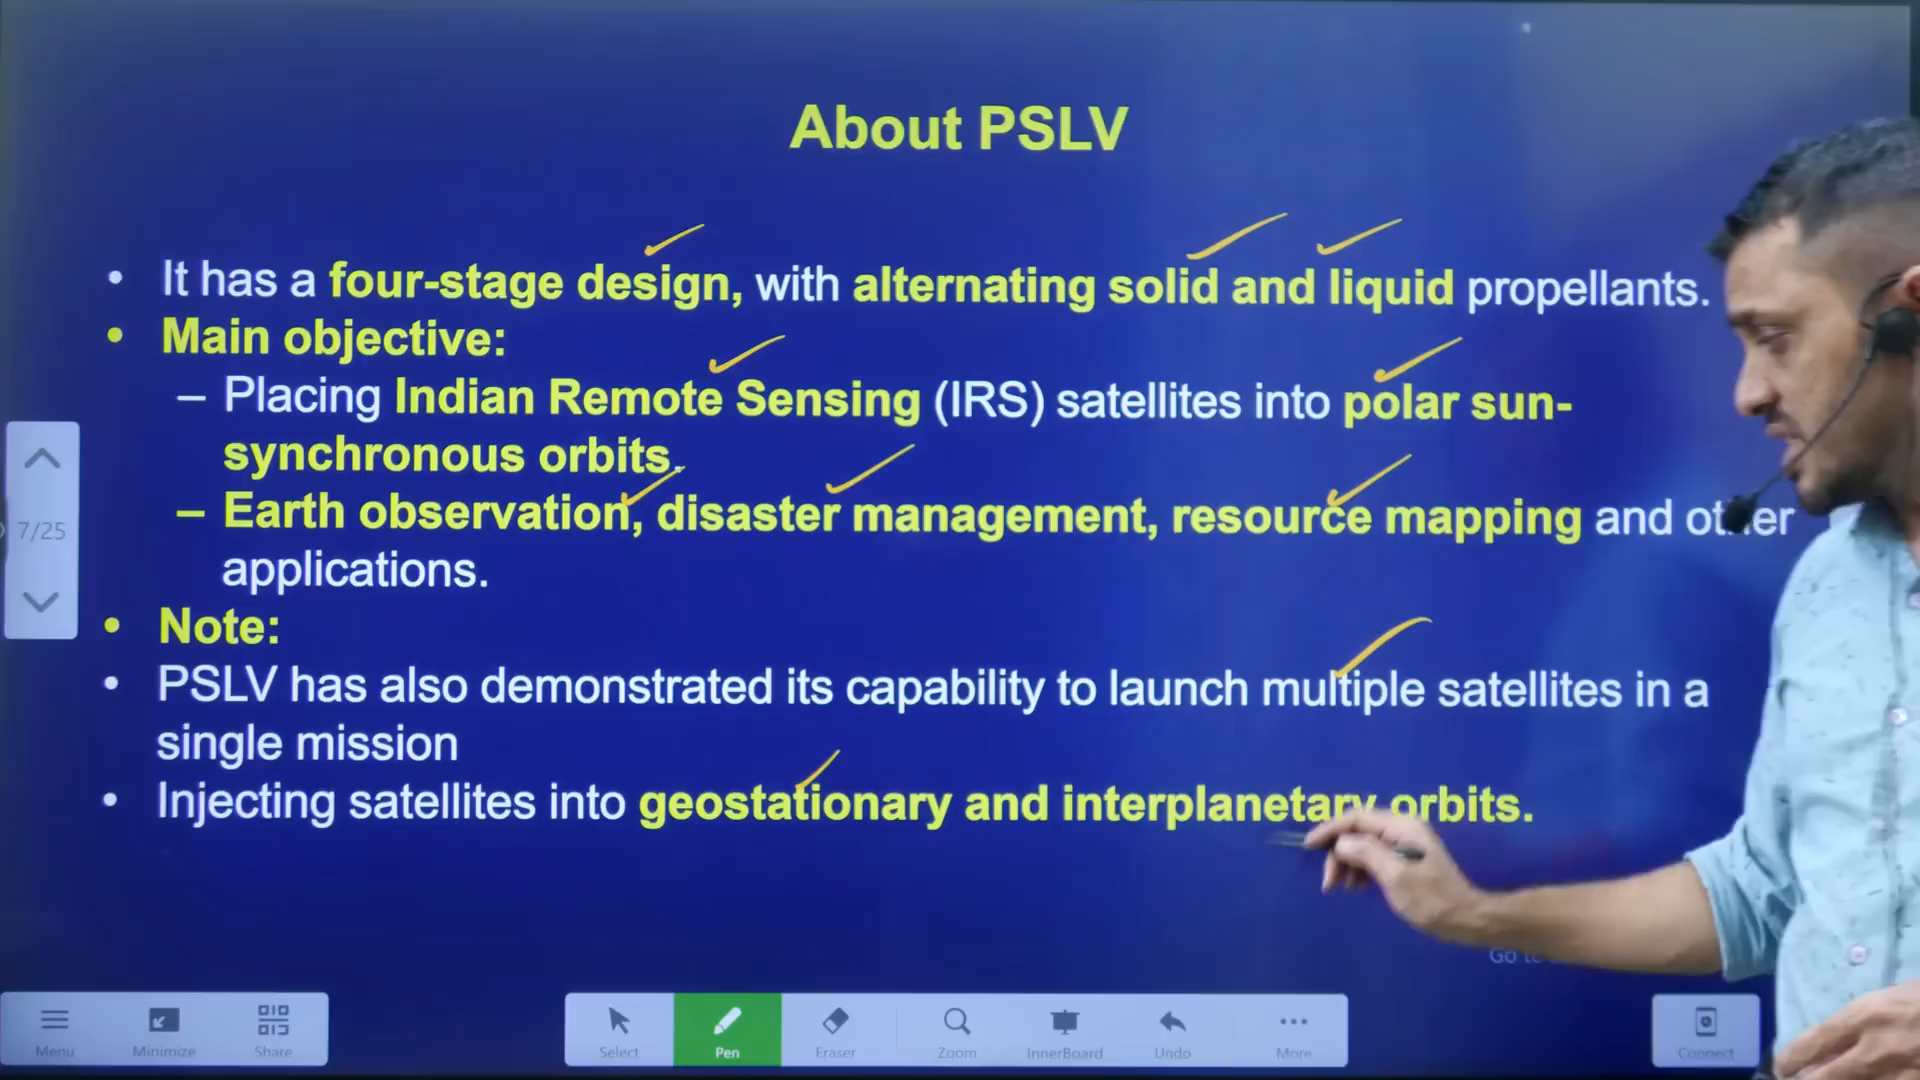 About PSLV
• It has a four-stage design, with alternating solid and liquid propellants.
• Main objective:
– Placing Indian Remote Sensing (IRS) satellites into polar sun-
synchronous orbits.
– Earth observation, disaster management, resource mapping and other
applications.
• Note:
• PSLV has also demonstrated its capability to launch multiple satellites in a
single mission
• Injecting satellites into geostationary and interplanetary orbits.
7/25
Go to
Menu
Minimize
Share
Select
Pen
Eraser
Zoom
InnerBoard
Undo
More
Connect